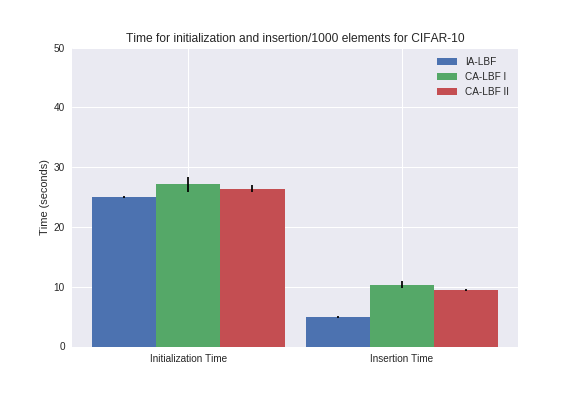 Time for initialization and insertion/1000 elements for CIFAR-10
50
40
30
20
10
0
Time (seconds)
IA-LBF
CA-LBF I
CA-LBF II
Initialization Time
Insertion Time